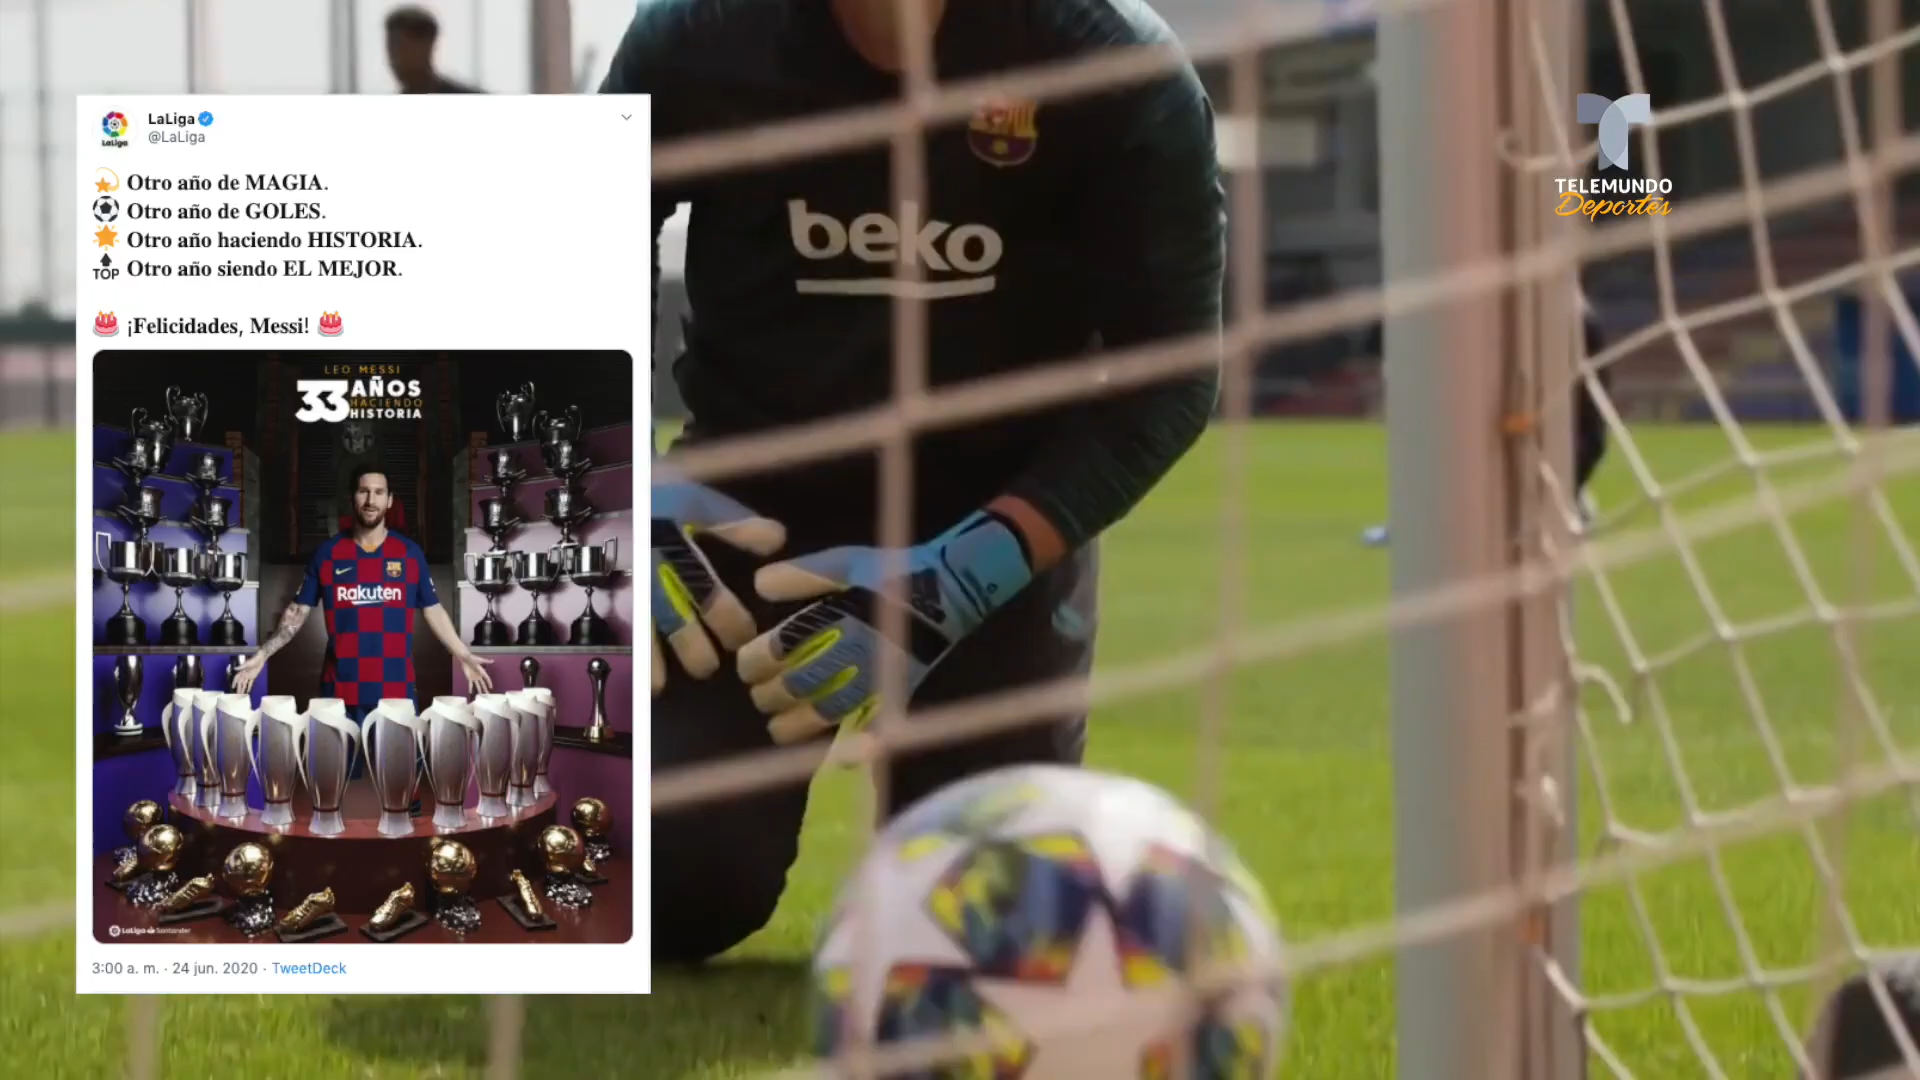 LaLiga
@LaLiga
Otro año de MAGIA.
Otro año de GOLES.
Otro año haciendo HISTORIA.
TOP Otro año siendo EL MEJOR.
¡Felicidades, Messi!
LEO MESSI
33 AÑOS
HACIENDO
HISTORIA
Rakuten
LaLiga Santander
3:00 a. m. · 24 jun. 2020 · TweetDeck
beko
TELEMUNDO
Deportes